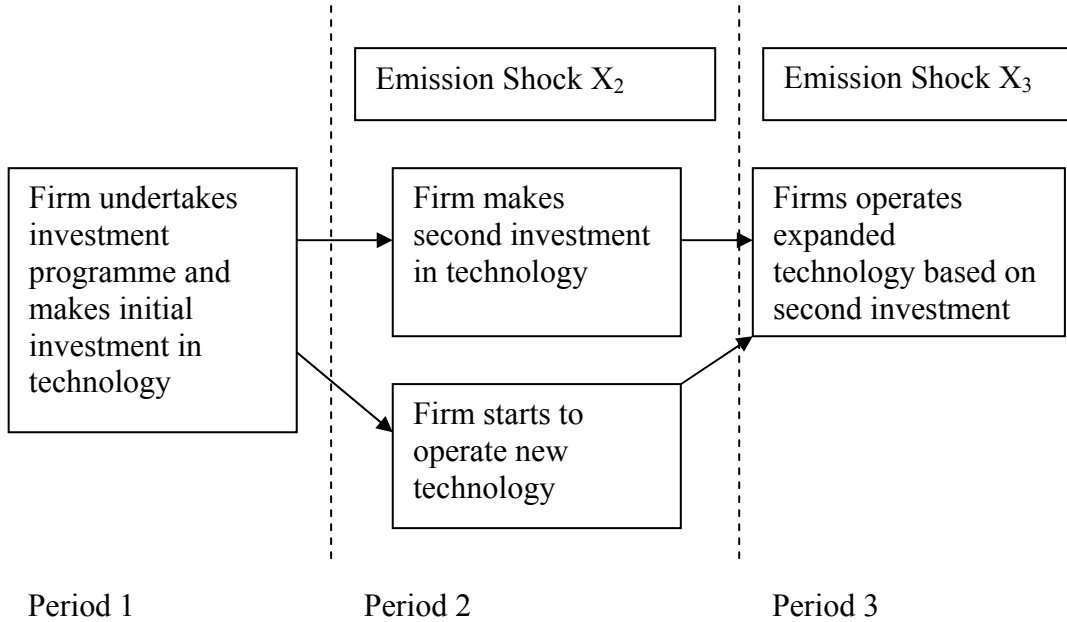 Emission Shock X₂
Emission Shock X₃
Firm undertakes
investment
programme and
makes initial
investment in
technology
Firm makes
second investment
in technology
Firms operates
expanded
technology based on
second investment
Firm starts to
operate new
technology
Period 1
Period 2
Period 3